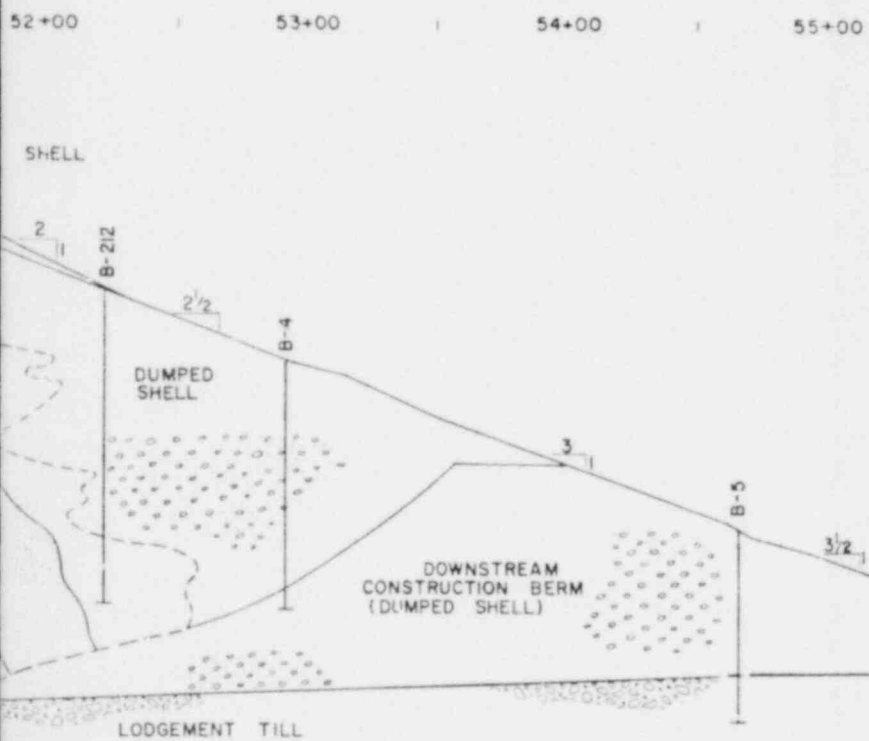 52+00 53+00 54+00 55+00
SHELL
2
1
B-212
2 1/2
B-4
DUMPED
SHELL
3
1
B-5
3 1/2
1
DOWNSTREAM
CONSTRUCTION BERM
(DUMPED SHELL)
LODGEMENT TILL